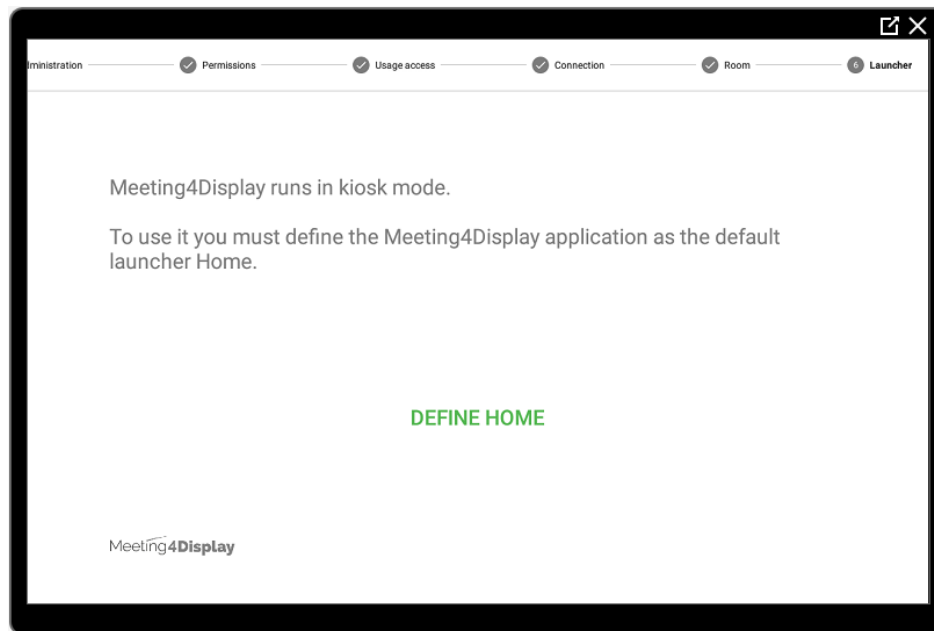 ministration Permissions Usage access Connection Room 6 Launcher
Meeting4Display runs in kiosk mode.
To use it you must define the Meeting4Display application as the default
launcher Home.
DEFINE HOME
Meeting4Display